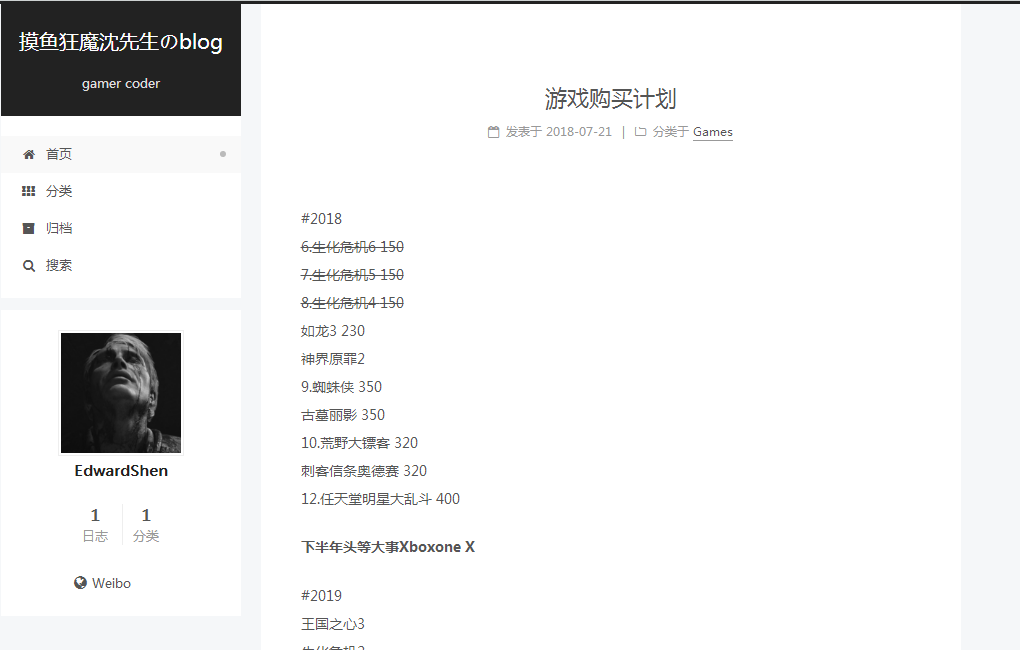 摸鱼狂魔沈先生のblog
gamer coder
首页
分类
归档
搜索
EdwardShen
1
日志
1
分类
Weibo
游戏购买计划
发表于 2018-07-21 | 分类于 Games
#2018
6.生化危机6 150
7.生化危机5 150
8.生化危机4 150
如龙3 230
神界原罪2
9.蜘蛛侠 350
古墓丽影 350
10.荒野大镖客 320
刺客信条奥德赛 320
12.任天堂明星大乱斗 400
下半年头等大事Xboxone X
#2019
王国之心3